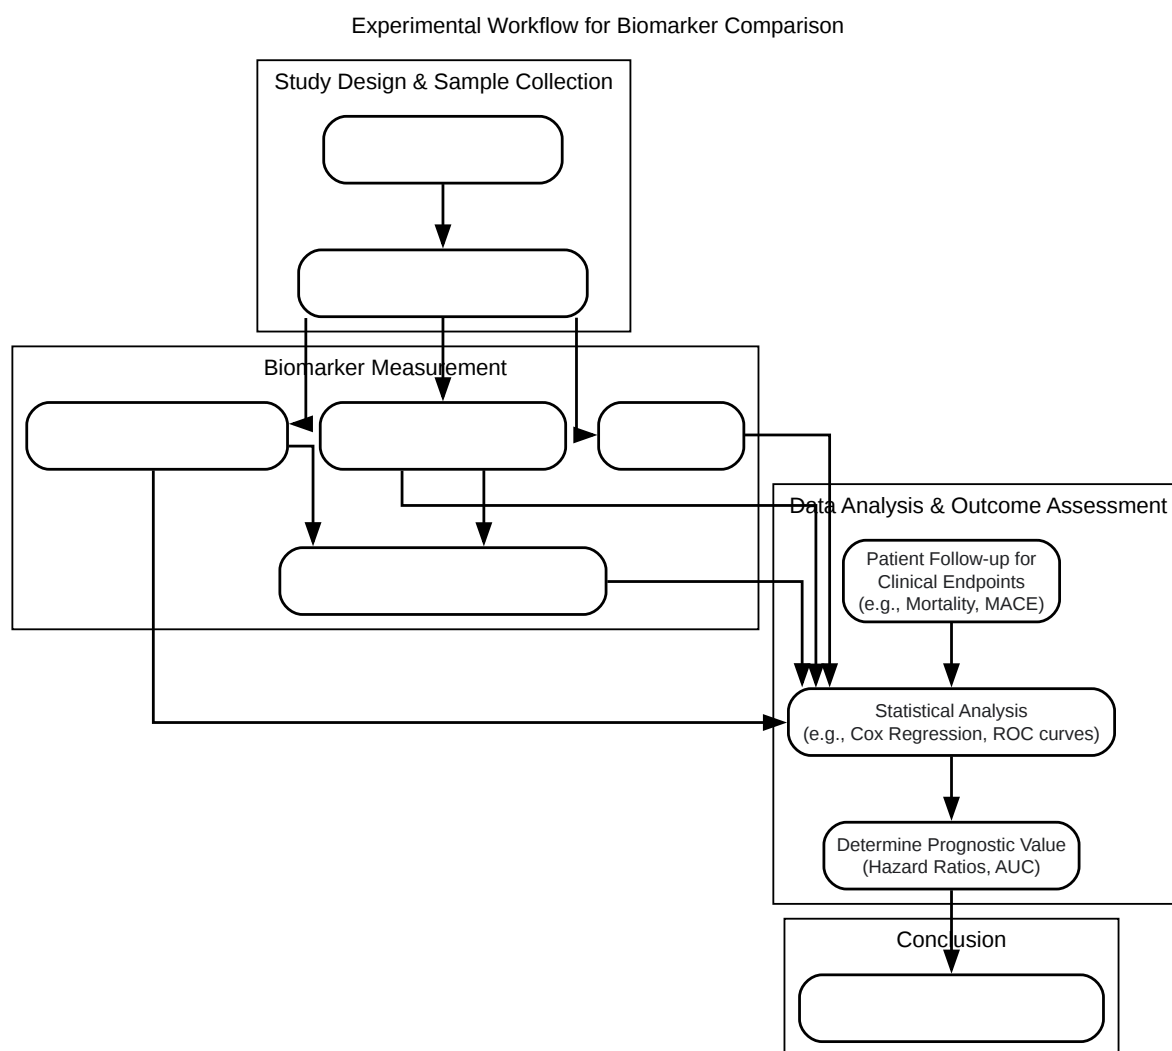 Experimental Workflow for Biomarker Comparison
Study Design & Sample Collection
Biomarker Measurement
Data Analysis & Outcome Assessment
Patient Follow-up for
Clinical Endpoints
(e.g., Mortality, MACE)
Statistical Analysis
(e.g., Cox Regression, ROC curves)
Determine Prognostic Value
(Hazard Ratios, AUC)
Conclusion